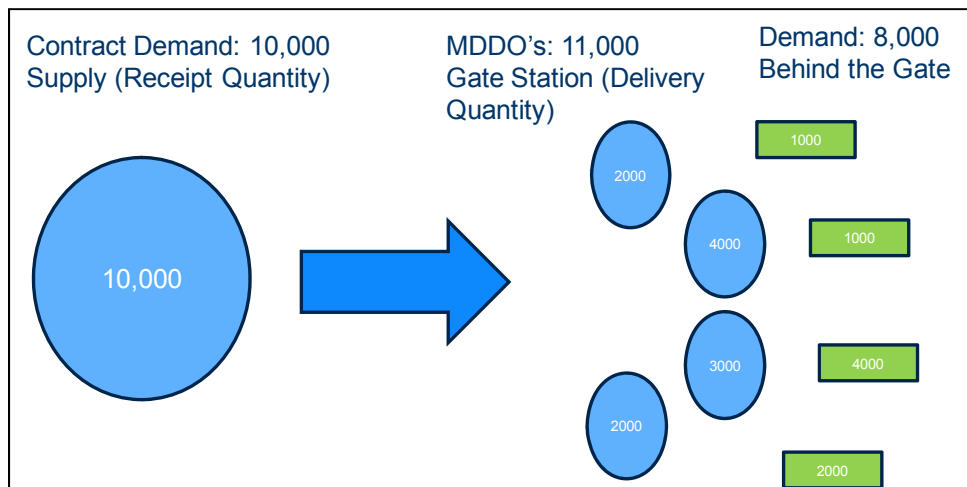 Contract Demand: 10,000
Supply (Receipt Quantity)
MDDO's: 11,000
Gate Station (Delivery
Quantity)
Demand: 8,000
Behind the Gate
10,000
2000
4000
3000
2000
1000
1000
4000
2000